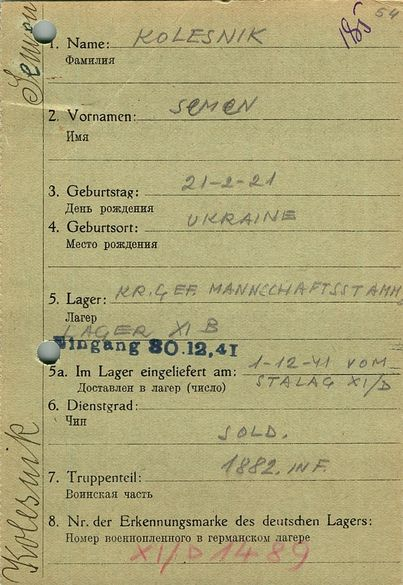 185 54
1. Name: KOLESNIK
Фамилия
2. Vornamen: SEMEN
Имя
3. Geburtstag: 21-2-21
День рождения
4. Geburtsort: UKRAINE
Место рождения
5. Lager: KR.GEF. MANNSCHAFTSSTAMM
Лагер
LAGER XI B
Eingang 30.12.41
5a. Im Lager eingeliefert am: 1-12-41 VOM
Доставлен в лагер (число) STALAG XI/D
6. Dienstgrad:
Чин
SOLD.
1882. INF.
7. Truppenteil:
Воинская часть
8. Nr. der Erkennungsmarke des deutschen Lagers:
Номер военнопленного в германском лагере
XI/D 1489
Kolesnik Semen